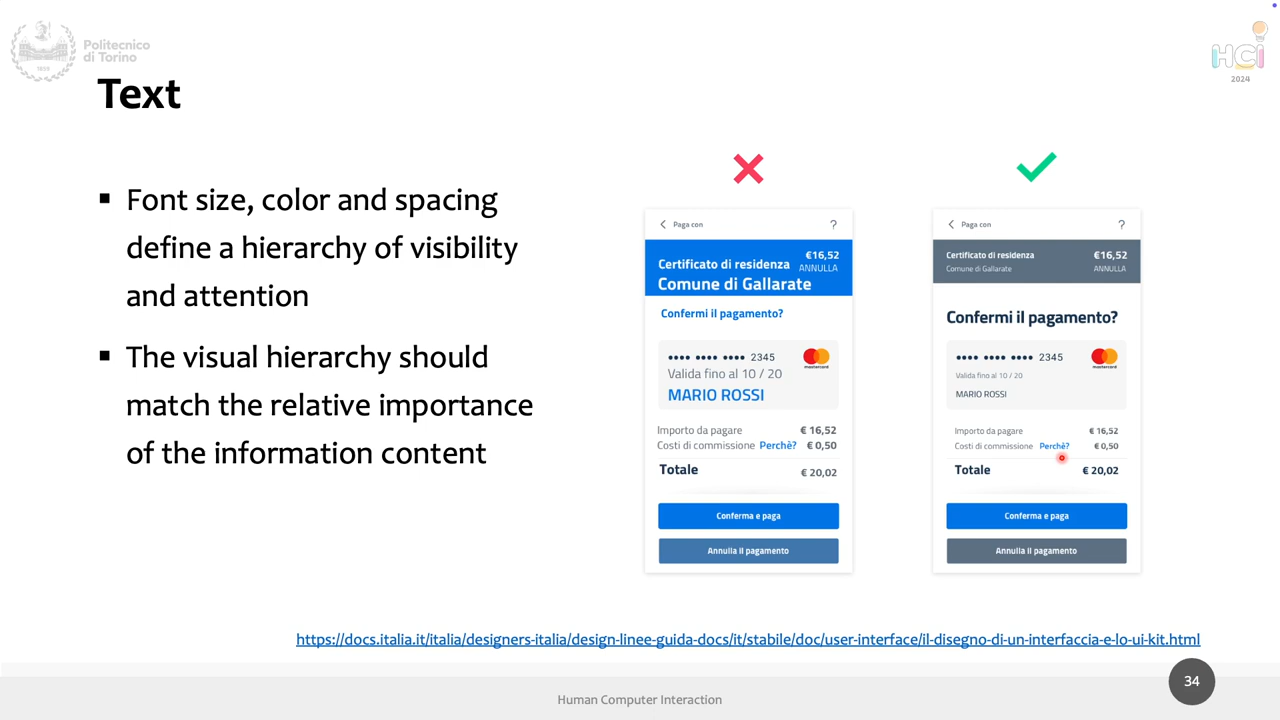 Politecnico
di Torino
1859
HCI
2024
Text
▪ Font size, color and spacing
define a hierarchy of visibility
and attention
▪ The visual hierarchy should
match the relative importance
of the information content
Paga con ?
Certificato di residenza €16,52
ANNULLA
Comune di Gallarate
Confermi il pagamento?
•••• •••• •••• 2345
mastercard
Valida fino al 10 / 20
MARIO ROSSI
Importo da pagare € 16,52
Costi di commissione Perchè? € 0,50
Totale € 20,02
Conferma e paga
Annulla il pagamento
Paga con ?
Certificato di residenza €16,52
Comune di Gallarate ANNULLA
Confermi il pagamento?
•••• •••• •••• 2345
mastercard
Valida fino al 10 / 20
MARIO ROSSI
Importo da pagare € 16,52
Costi di commissione Perchè? € 0,50
Totale € 20,02
Conferma e paga
Annulla il pagamento
https://docs.italia.it/italia/designers-italia/design-linee-guida-docs/it/stabile/doc/user-interface/il-disegno-di-un-interfaccia-e-lo-ui-kit.html
Human Computer Interaction
34